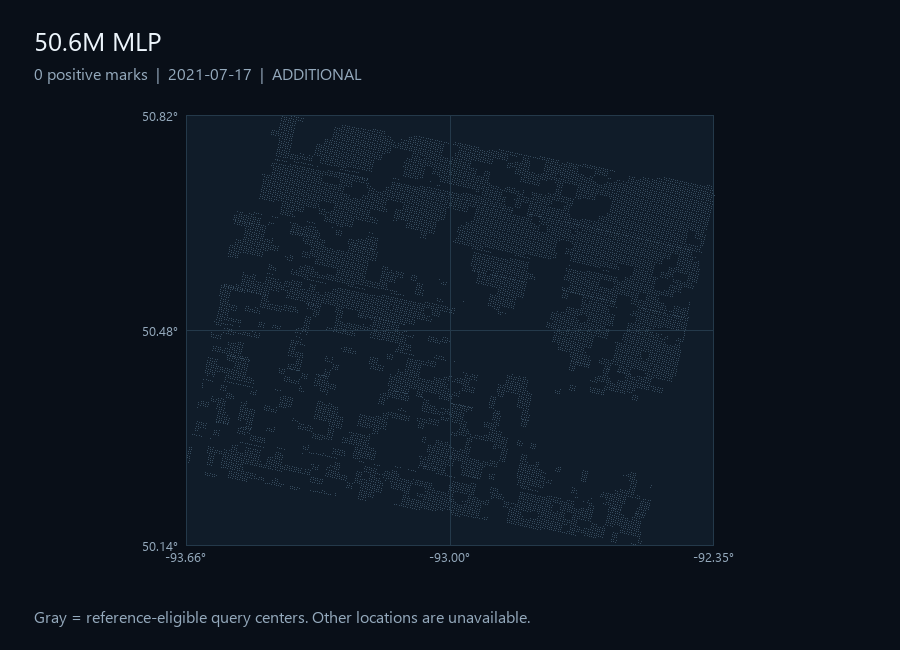 50.6M MLP
0 positive marks | 2021-07-17 | ADDITIONAL
50.82°
50.48°
50.14°
-93.66°
-93.00°
-92.35°
Gray = reference-eligible query centers. Other locations are unavailable.